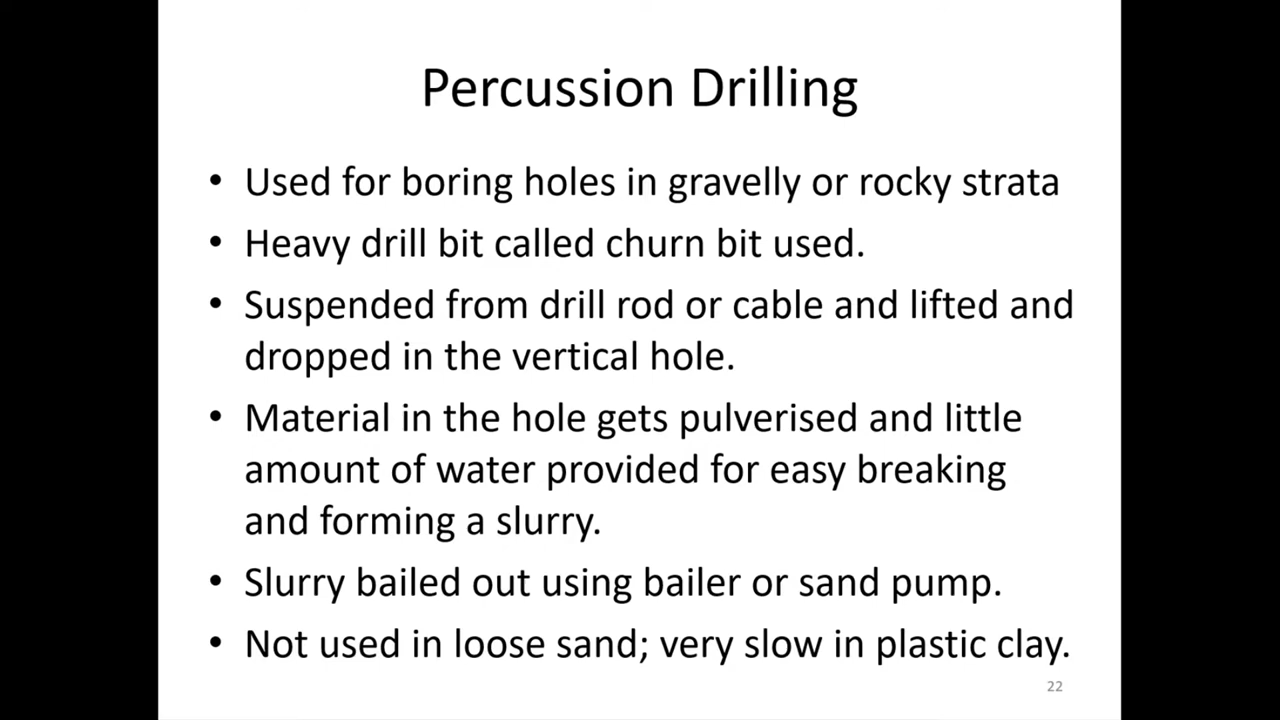 Percussion Drilling
• Used for boring holes in gravelly or rocky strata
• Heavy drill bit called churn bit used.
• Suspended from drill rod or cable and lifted and
dropped in the vertical hole.
• Material in the hole gets pulverised and little
amount of water provided for easy breaking
and forming a slurry.
• Slurry bailed out using bailer or sand pump.
• Not used in loose sand; very slow in plastic clay.
22